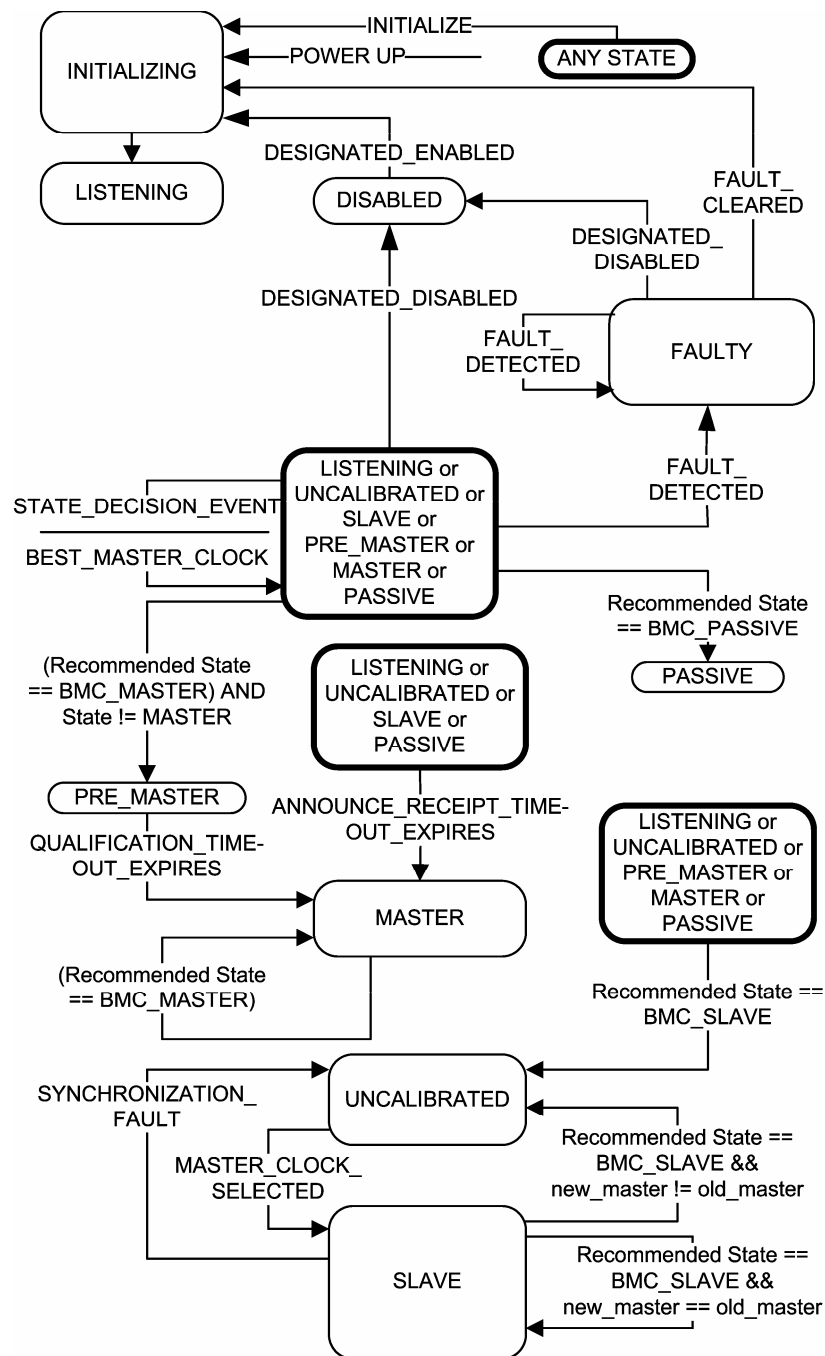 INITIALIZE
POWER UP
ANY STATE
INITIALIZING
LISTENING
DESIGNATED_ENABLED
DISABLED
FAULT_
CLEARED
DESIGNATED_
DISABLED
DESIGNATED_DISABLED
FAULT_
DETECTED
FAULTY
FAULT_
DETECTED
LISTENING or
UNCALIBRATED or
SLAVE or
PRE_MASTER or
MASTER or
PASSIVE
STATE_DECISION_EVENT
BEST_MASTER_CLOCK
Recommended State
== BMC_PASSIVE
PASSIVE
(Recommended State
== BMC_MASTER) AND
State != MASTER
LISTENING or
UNCALIBRATED or
SLAVE or
PASSIVE
PRE_MASTER
QUALIFICATION_TIME-
OUT_EXPIRES
ANNOUNCE_RECEIPT_TIME-
OUT_EXPIRES
LISTENING or
UNCALIBRATED or
PRE_MASTER or
MASTER or
PASSIVE
MASTER
(Recommended State
== BMC_MASTER)
Recommended State ==
BMC_SLAVE
UNCALIBRATED
SYNCHRONIZATION_
FAULT
MASTER_CLOCK_
SELECTED
Recommended State ==
BMC_SLAVE &&
new_master != old_master
SLAVE
Recommended State ==
BMC_SLAVE &&
new_master == old_master